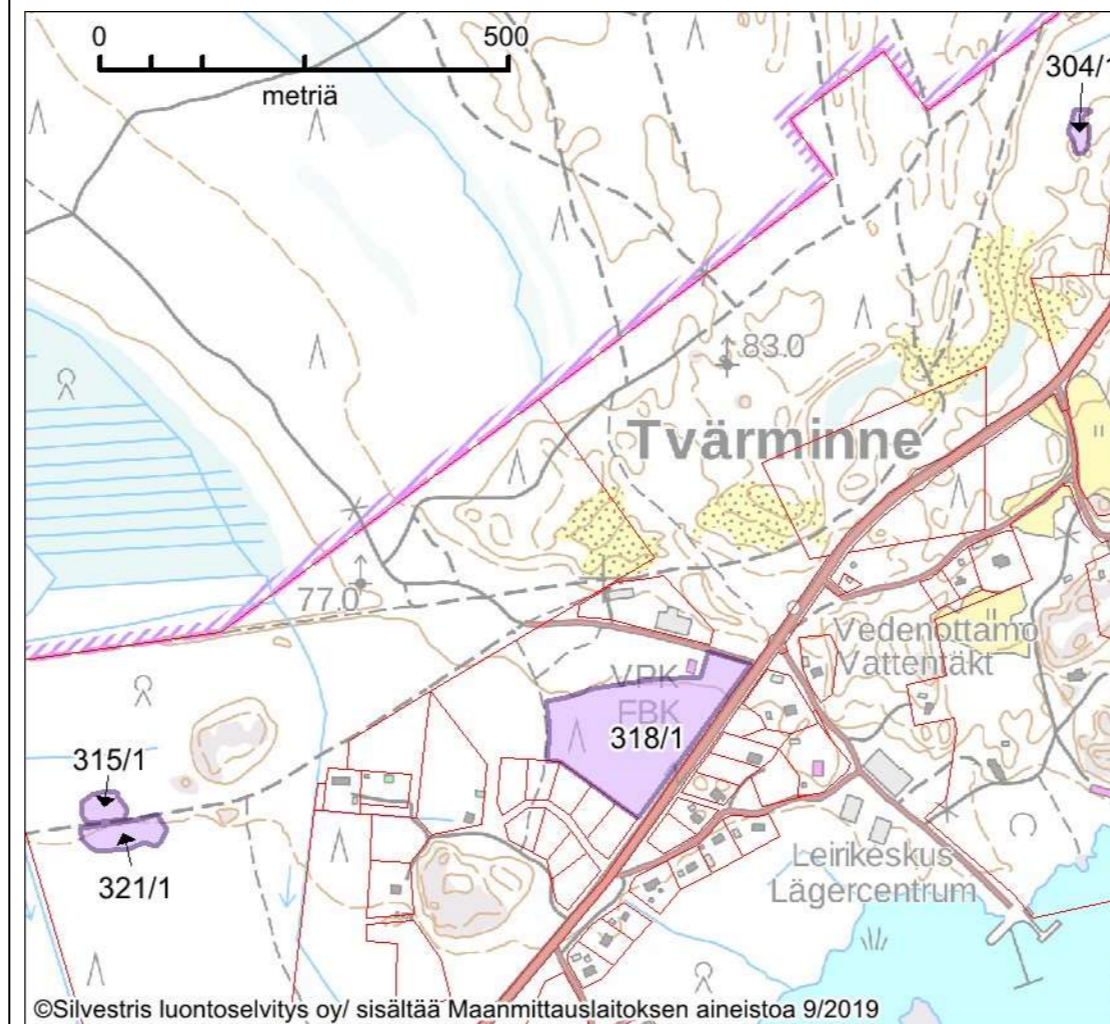 0 500
metriä
304/1
83.0
Tvärminne
77.0
Vedenottamo
Vattentäkt
VPK
FBK
318/1
315/1
321/1
Leirikeskus
Lägercentrum
©Silvestris luontoselvitys oy/ sisältää Maanmittauslaitoksen aineistoa 9/2019